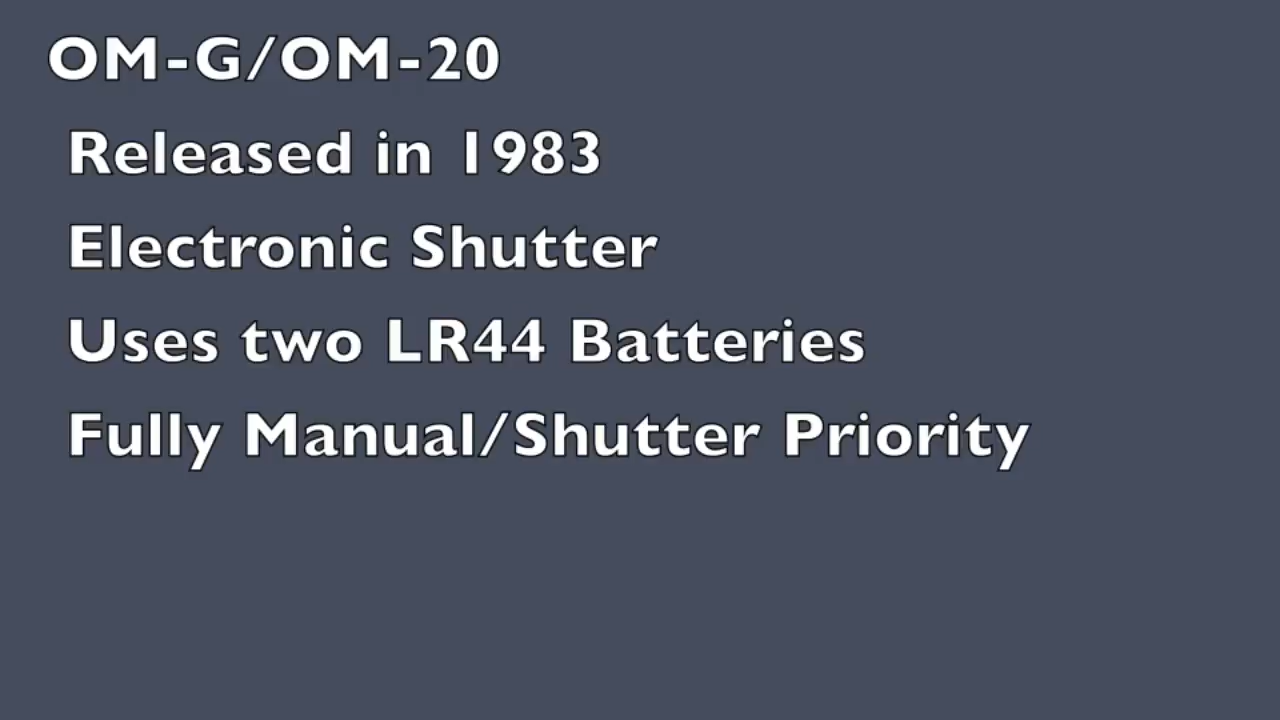 OM-G/OM-20
Released in 1983
Electronic Shutter
Uses two LR44 Batteries
Fully Manual/Shutter Priority